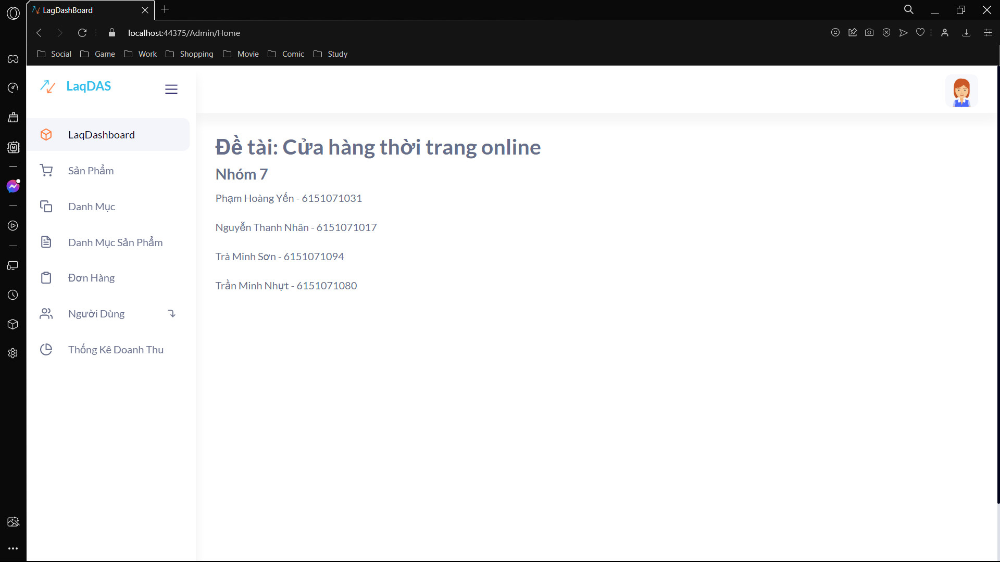 LagDashBoard
localhost:44375/Admin/Home
Social Game Work Shopping Movie Comic Study
LaqDAS
LaqDashboard
Sản Phẩm
Danh Mục
Danh Mục Sản Phẩm
Đơn Hàng
Người Dùng
Thống Kê Doanh Thu
Đề tài: Cửa hàng thời trang online
Nhóm 7
Phạm Hoàng Yến - 6151071031
Nguyễn Thanh Nhân - 6151071017
Trà Minh Sơn - 6151071094
Trần Minh Nhựt - 6151071080